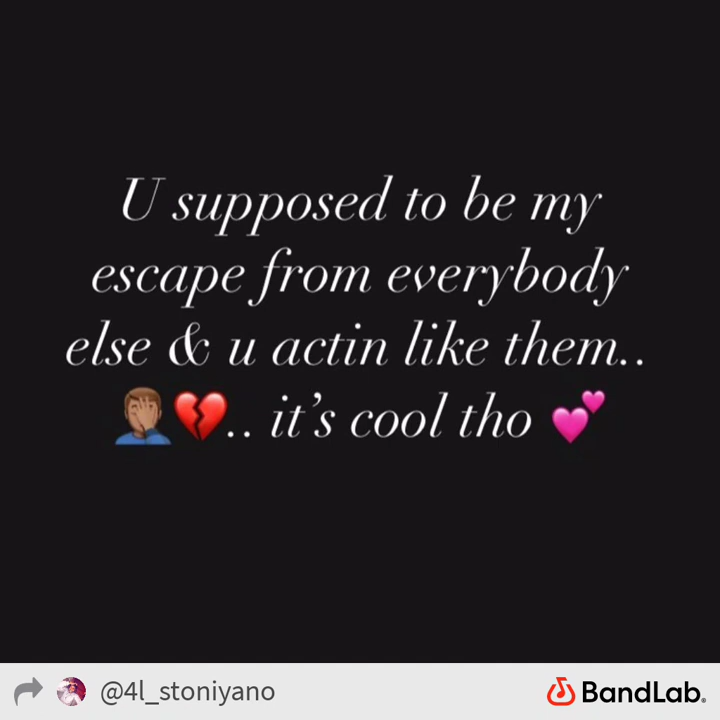 U supposed to be my
escape from everybody
else & u actin like them..
🤦🏽‍♂️💔.. it’s cool tho 💕
@4l_stoniyano
BandLab.